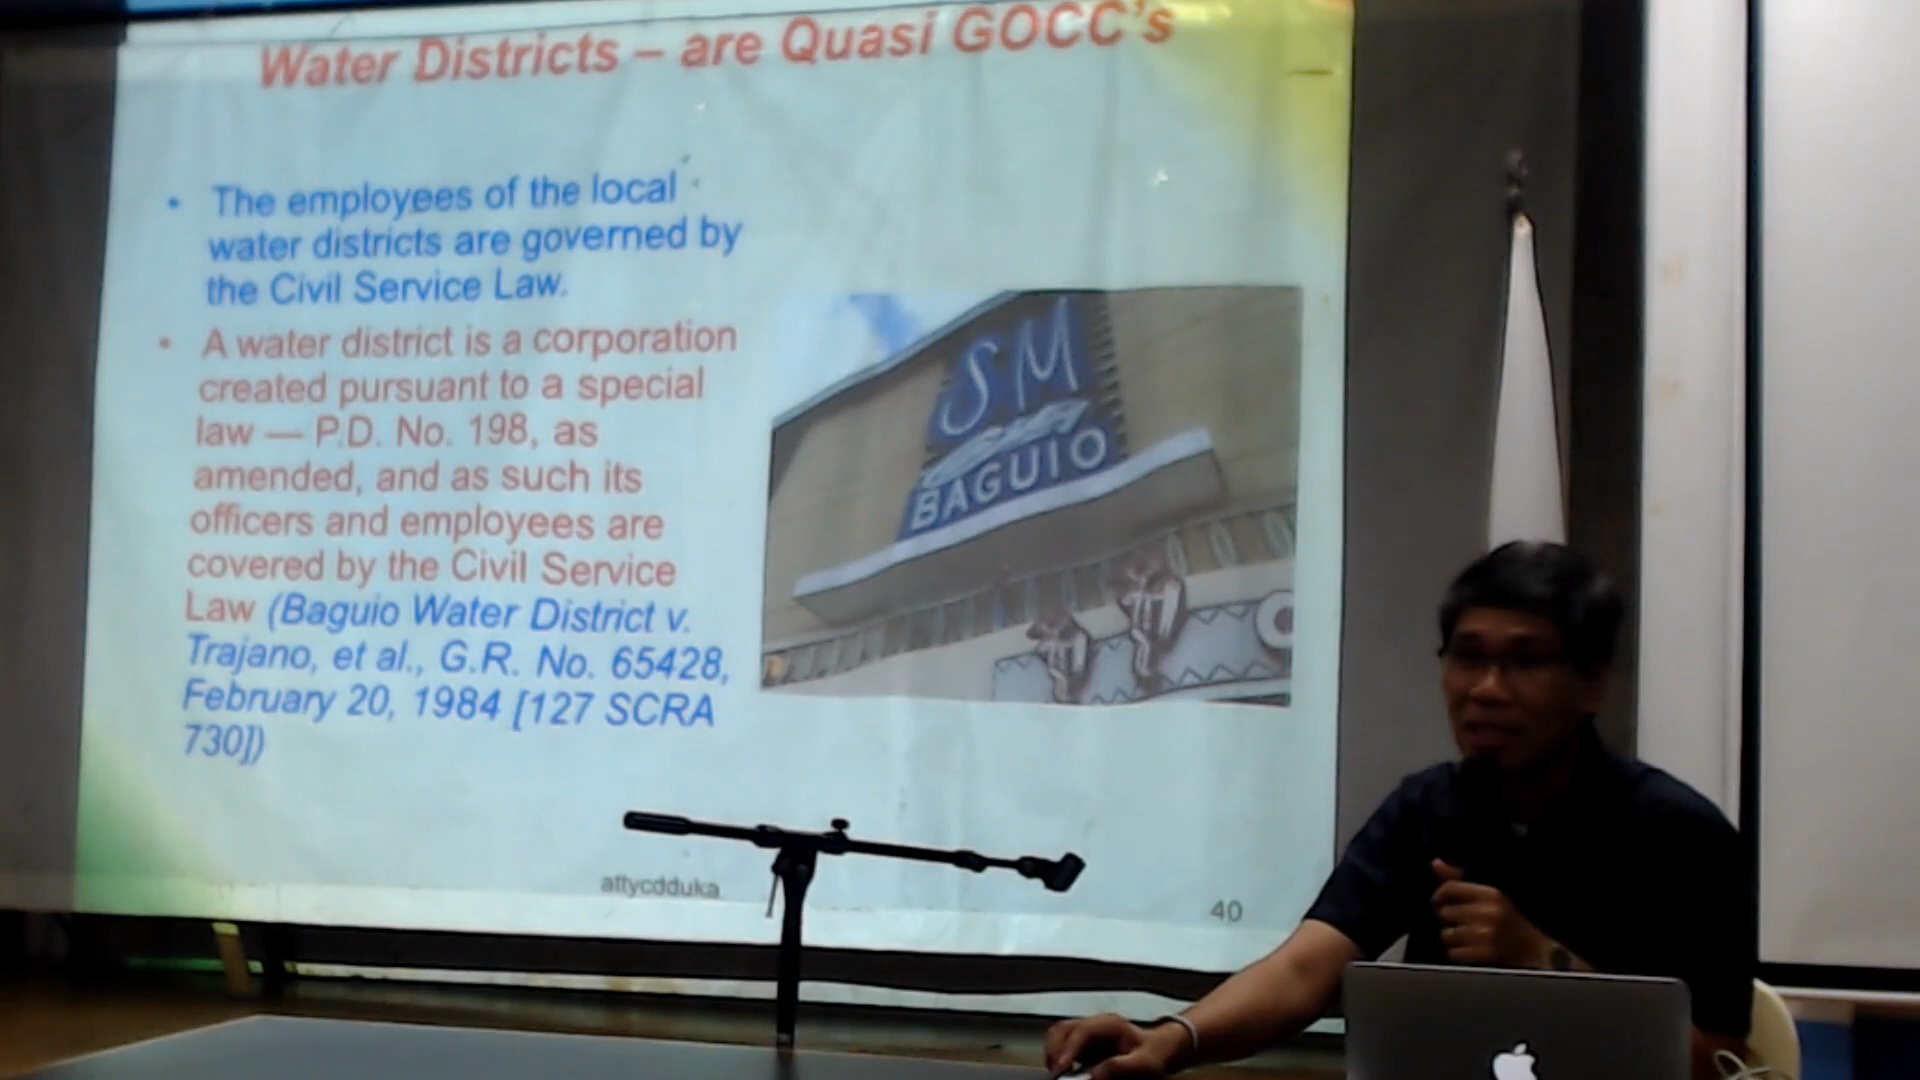 Water Districts – are Quasi GOCC's
• The employees of the local
water districts are governed by
the Civil Service Law.
• A water district is a corporation
created pursuant to a special
law — P.D. No. 198, as
amended, and as such its
officers and employees are
covered by the Civil Service
Law (Baguio Water District v.
Trajano, et al., G.R. No. 65428,
February 20, 1984 [127 SCRA
730])
SM
BAGUIO
attycdduka
40